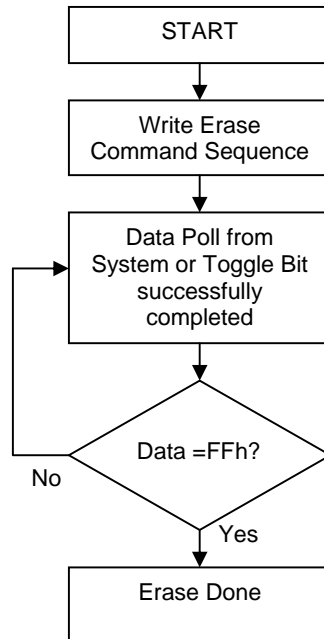 START
Write Erase
Command Sequence
Data Poll from
System or Toggle Bit
successfully
completed
Data =FFh?
No
Yes
Erase Done